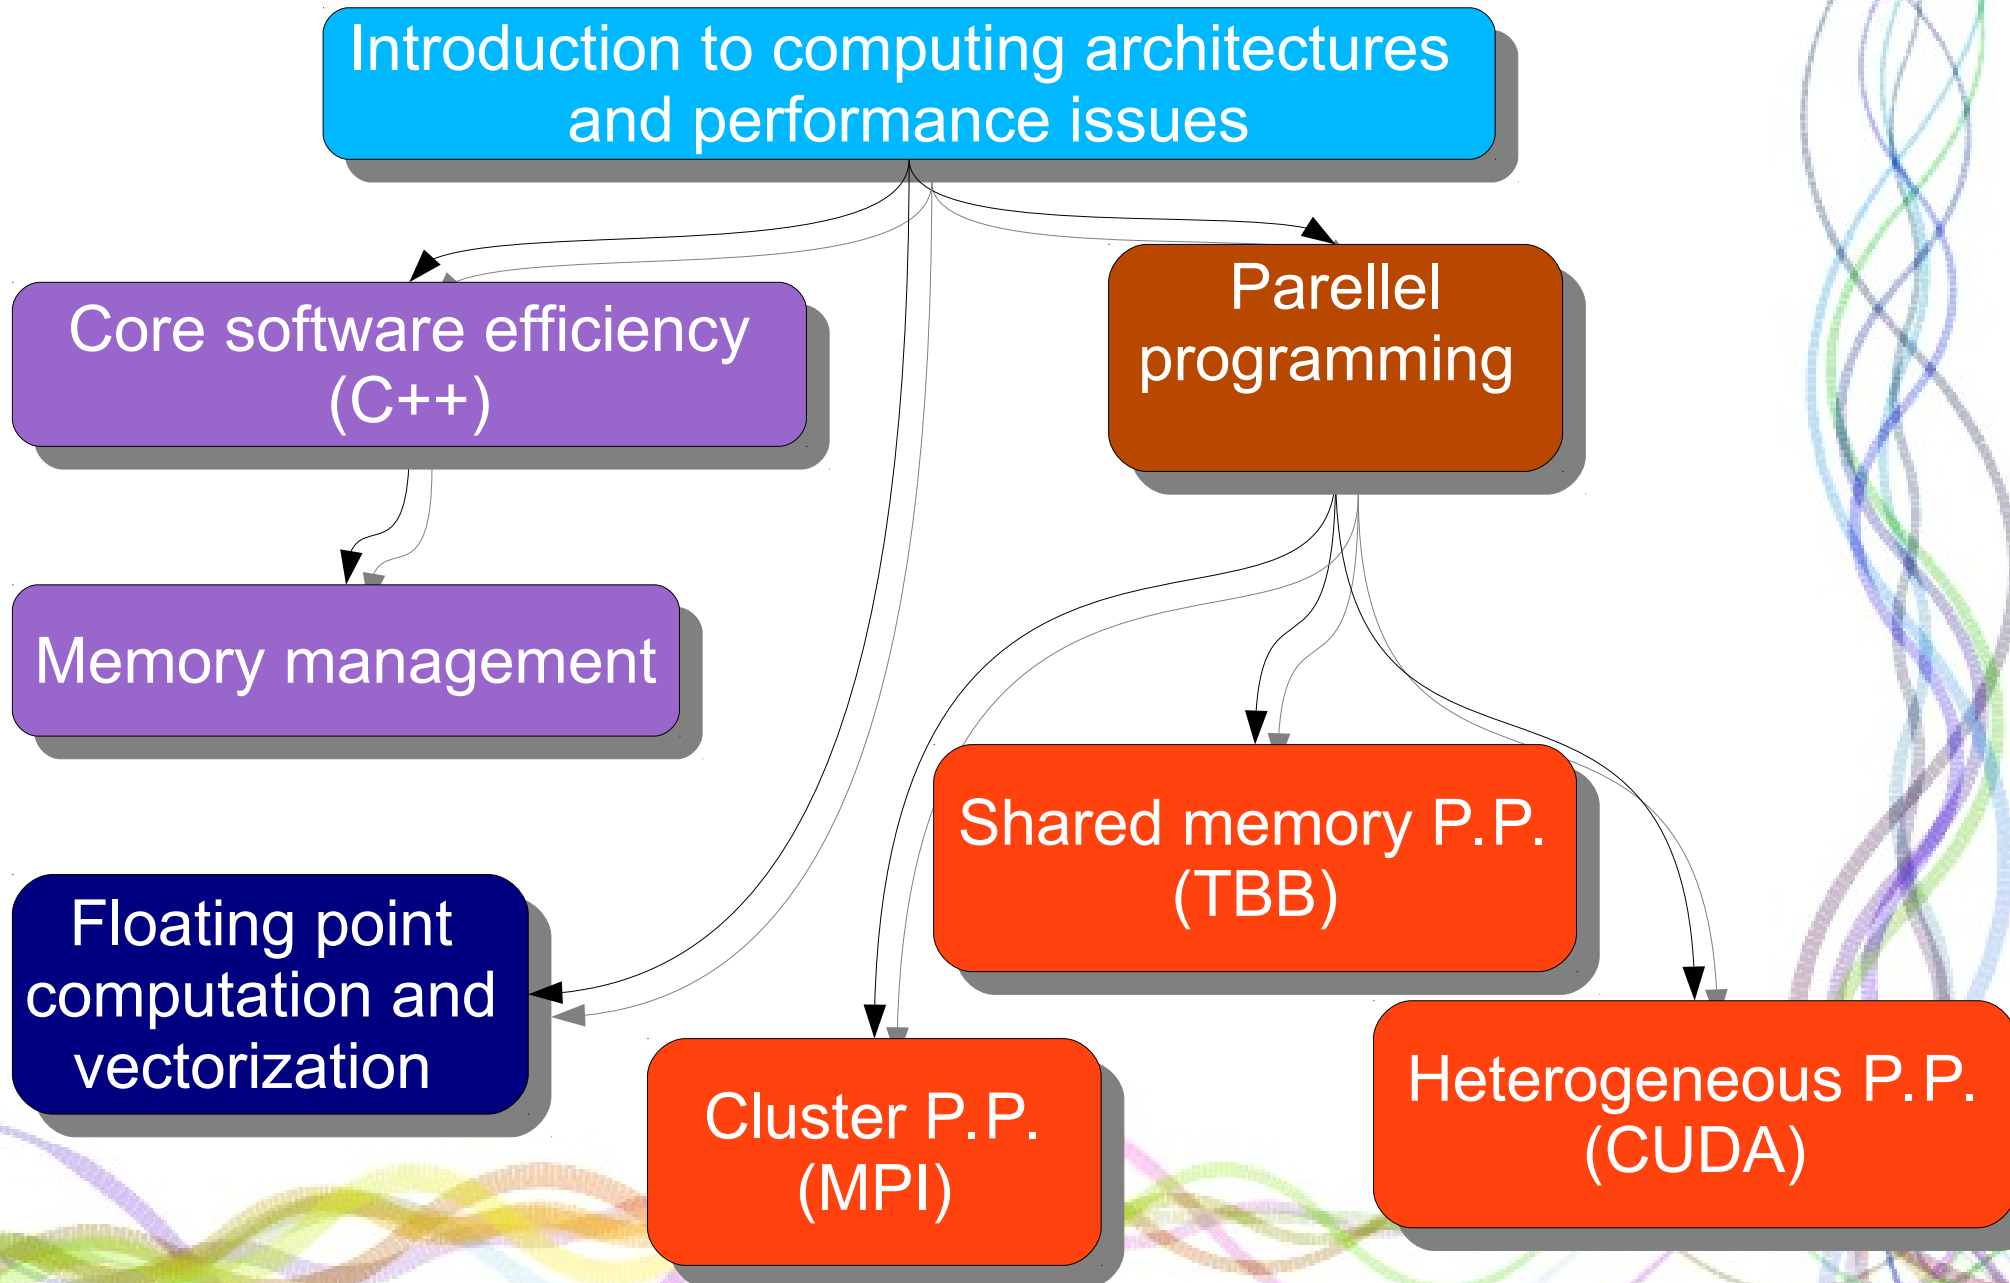 Introduction to computing architectures
and performance issues
Core software efficiency
(C++)
Parellel
programming
Memory management
Shared memory P.P.
(TBB)
Floating point
computation and
vectorization
Cluster P.P.
(MPI)
Heterogeneous P.P.
(CUDA)